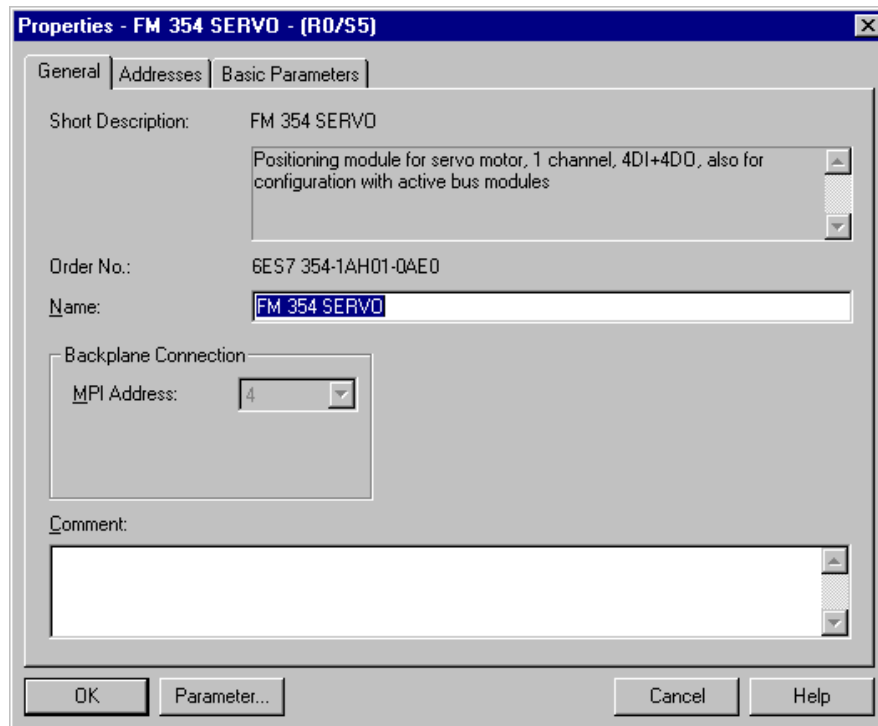 Properties - FM 354 SERVO - (R0/S5)
General Addresses Basic Parameters
Short Description: FM 354 SERVO
Positioning module for servo motor, 1 channel, 4DI+4DO, also for
configuration with active bus modules
Order No.: 6ES7 354-1AH01-0AE0
Name: FM 354 SERVO
Backplane Connection
MPI Address: 4
Comment:
OK Parameter... Cancel Help